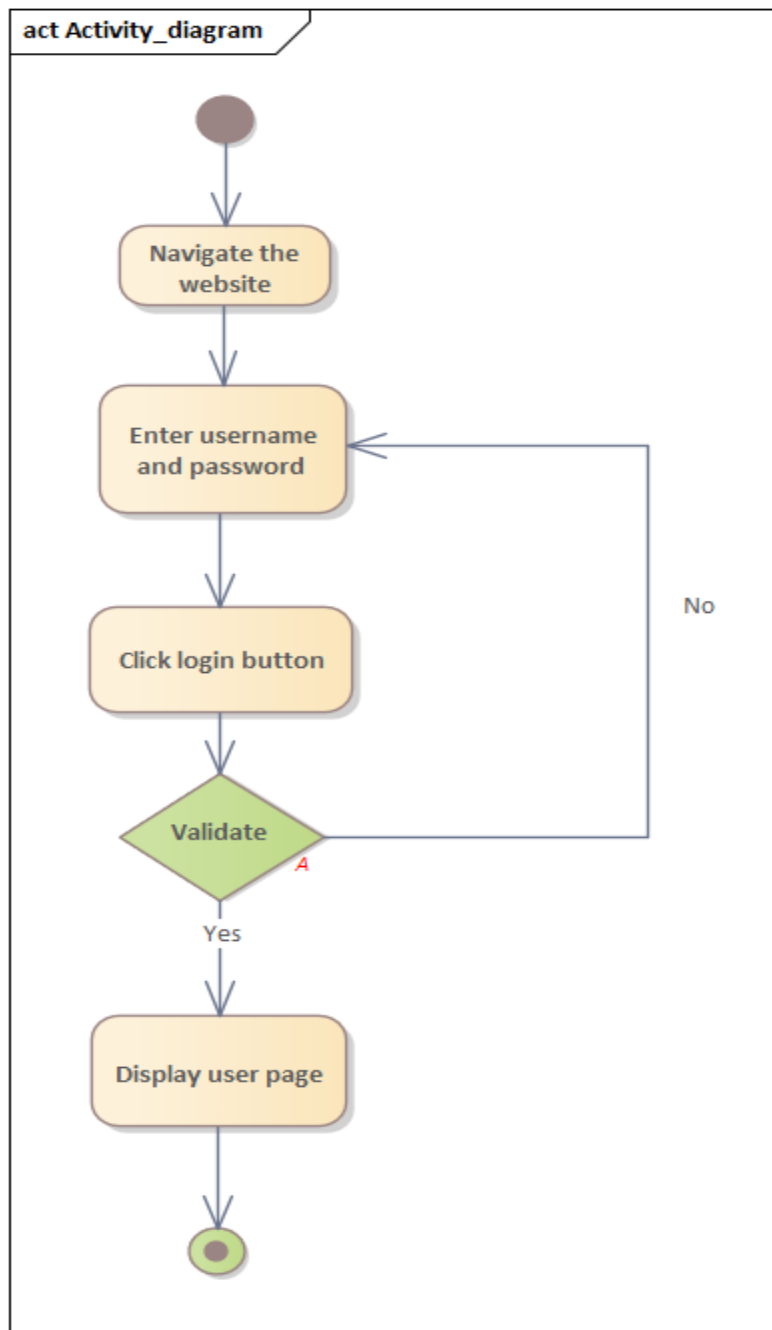 act Activity_diagram
Navigate the
website
Enter username
and password
No
Click login button
Validate
A
Yes
Display user page